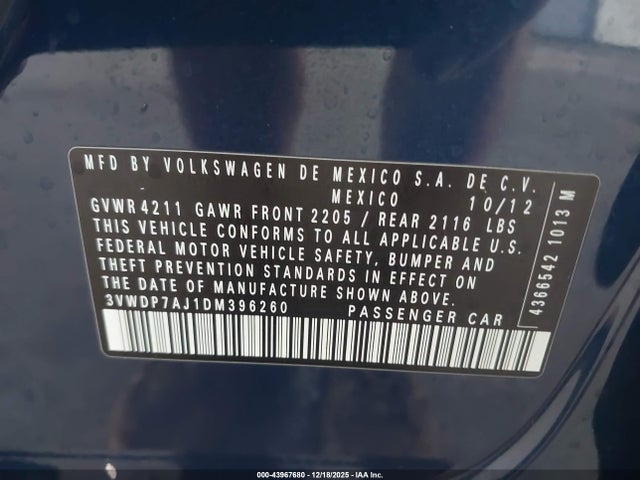 MFD BY VOLKSWAGEN DE MEXICO S.A. DE C.V.
MEXICO 10/12
GVWR 4211 GAWR FRONT 2205 / REAR 2116 LBS
THIS VEHICLE CONFORMS TO ALL APPLICABLE U.S.
FEDERAL MOTOR VEHICLE SAFETY, BUMPER AND
THEFT PREVENTION STANDARDS IN EFFECT ON
THE DATE OF MANUFACTURE SHOWN ABOVE.
3VWDP7AJ1DM396260 PASSENGER CAR
4366542 1013 M
000-43967680 - 12/18/2025 - IAA Inc.